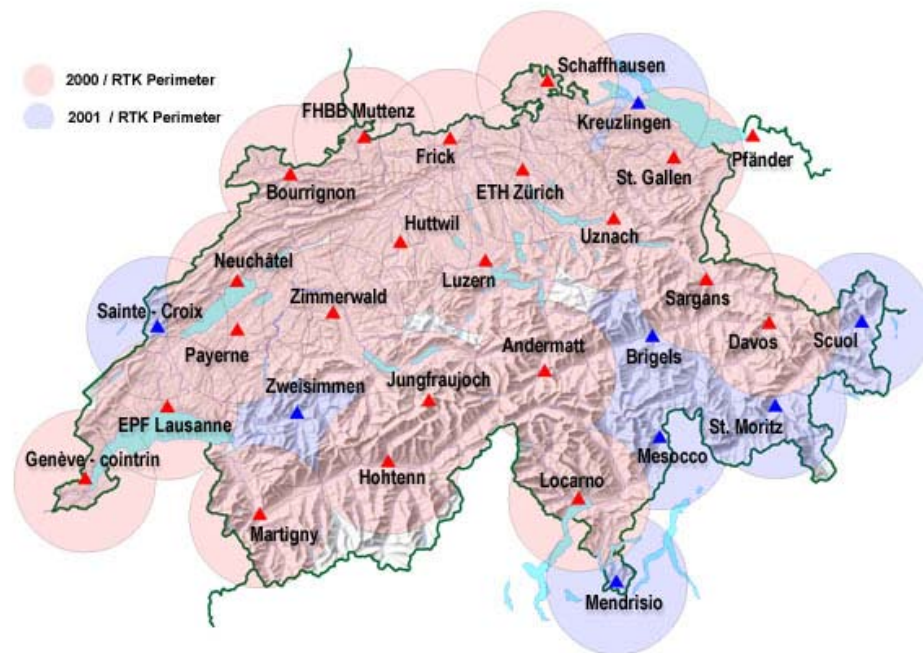 2000 / RTK Perimeter
2001 / RTK Perimeter
Schaffhausen
FHBB Muttenz
Kreuzlingen
Frick
Pfänder
St. Gallen
Bourrignon
ETH Zürich
Huttwil
Uznach
Neuchâtel
Luzern
Sargans
Zimmerwald
Sainte - Croix
Payerne
Andermatt
Brigels
Davos
Scuol
Zweisimmen
Jungfraujoch
EPF Lausanne
St. Moritz
Genève - cointrin
Mesocco
Hohtenn
Locarno
Martigny
Mendrisio